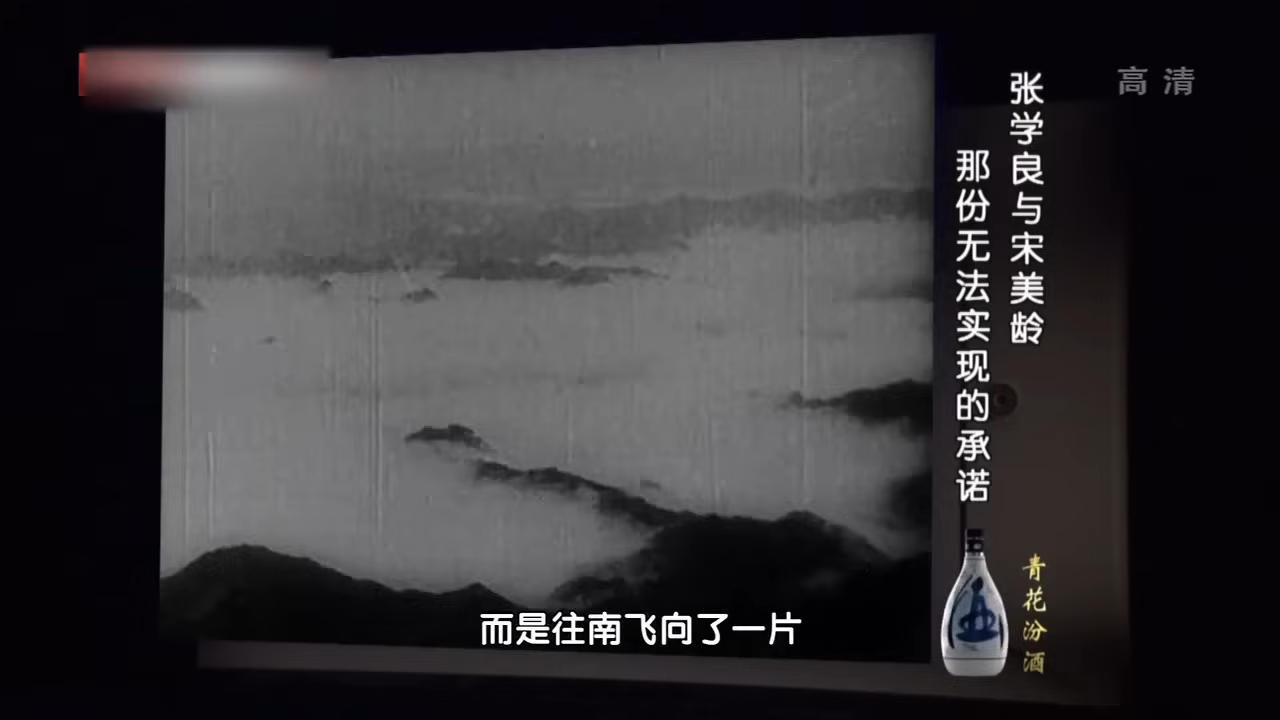 高清
张学良与宋美龄
那份无法实现的承诺
青花汾酒
而是往南飞向了一片